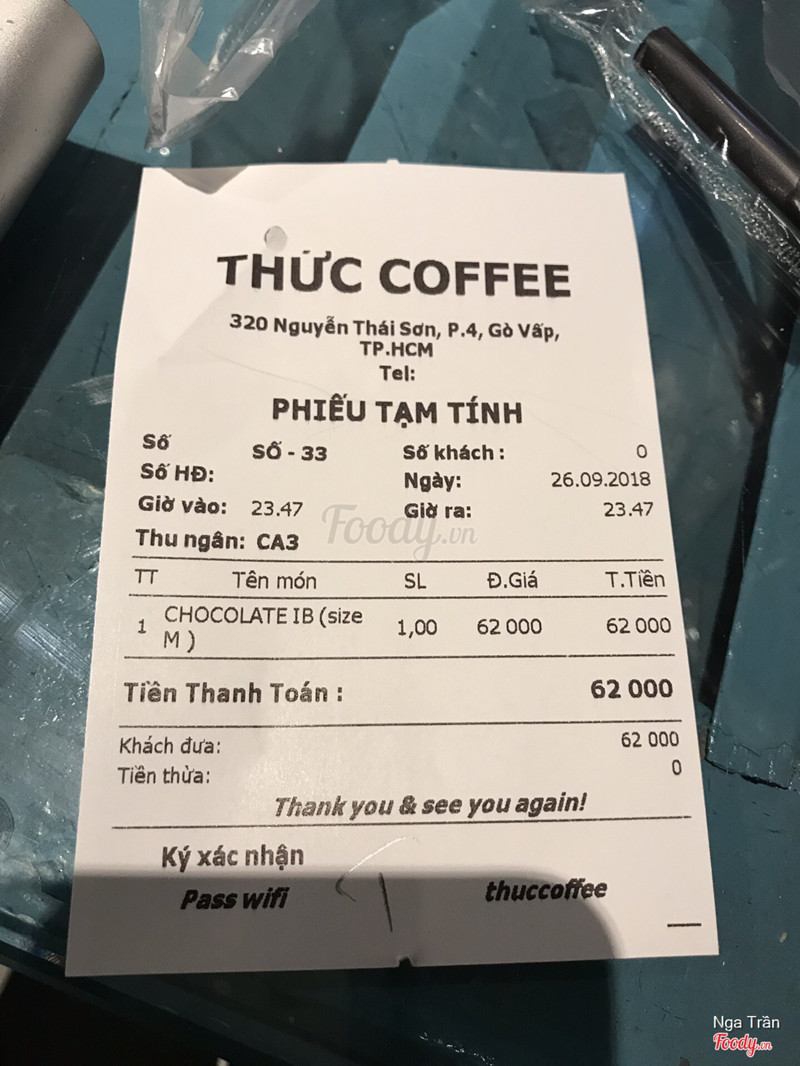 THỨC COFFEE
320 Nguyễn Thái Sơn, P.4, Gò Vấp,
TP.HCM
Tel:
PHIẾU TẠM TÍNH
Số SỐ - 33 Số khách : 0
Số HĐ: Ngày: 26.09.2018
Giờ vào: 23.47 Giờ ra: 23.47
Thu ngân: CA3
TT Tên món SL Đ.Giá T.Tiền
1 CHOCOLATE IB (size M ) 1,00 62 000 62 000
Tiền Thanh Toán : 62 000
Khách đưa: 62 000
Tiền thừa: 0
Thank you & see you again!
Ký xác nhận
Pass wifi thuccoffee
Foody.vn
Nga Trần
Foody.vn